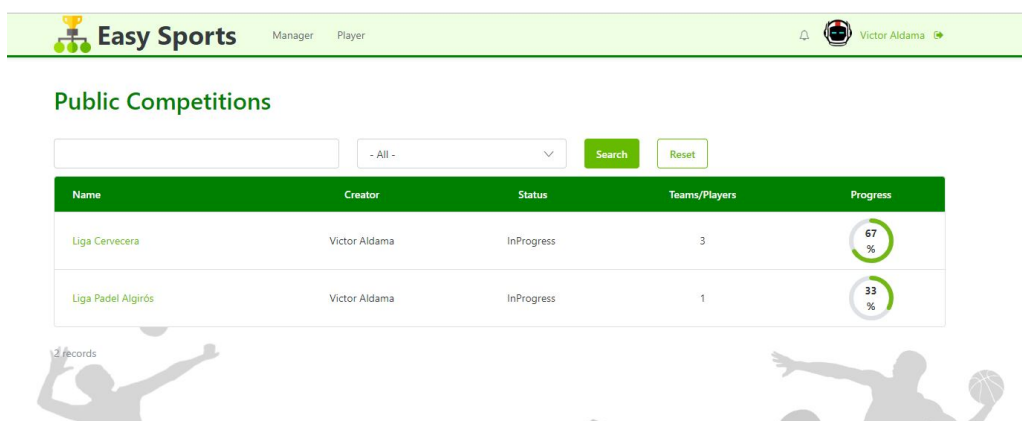 Easy Sports Manager Player Victor Aldama
Public Competitions
- All - Search Reset
Name Creator Status Teams/Players Progress
Liga Cervecera Victor Aldama InProgress 3 67 %
Liga Padel Algirós Victor Aldama InProgress 1 33 %
2 records